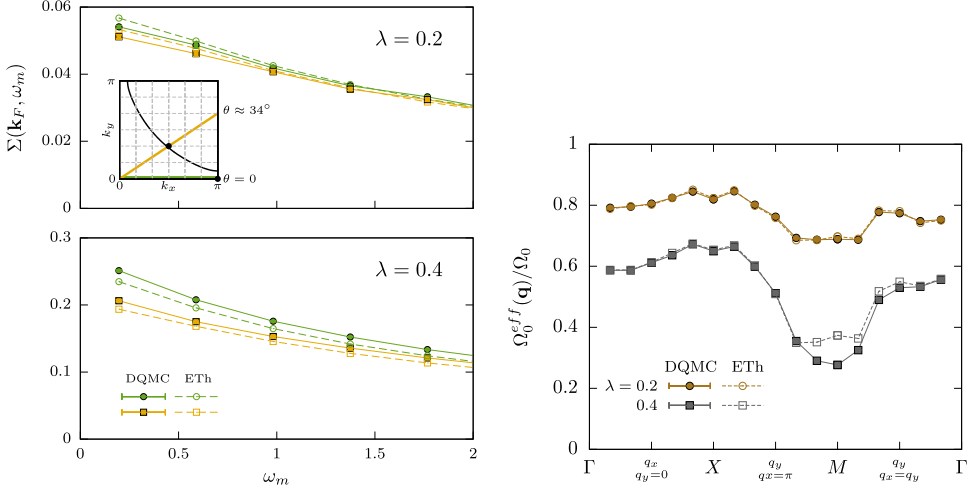 0.06
0.04
0.02
0
Σ(k_F, ω_m)
λ = 0.2
π
k_y
0
0
k_x
π
θ ≈ 34°
θ = 0
0.3
0.2
0.1
0
λ = 0.4
DQMC ETh
0 0.5 1 1.5 2
ω_m
1
0.8
0.6
0.4
0.2
0
Ω_0^{eff}(q)/Ω_0
DQMC ETh
λ = 0.2
0.4
Γ q_x X q_y M q_y Γ
q_y=0 q_x=π q_x=q_y